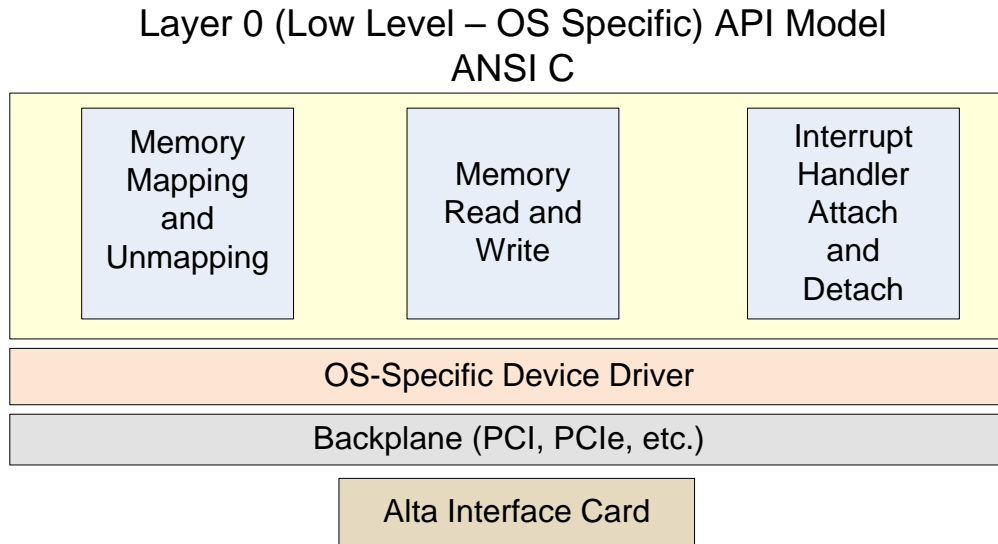 Layer 0 (Low Level – OS Specific) API Model
ANSI C
Memory
Mapping
and
Unmapping
Memory
Read and
Write
Interrupt
Handler
Attach
and
Detach
OS-Specific Device Driver
Backplane (PCI, PCIe, etc.)
Alta Interface Card